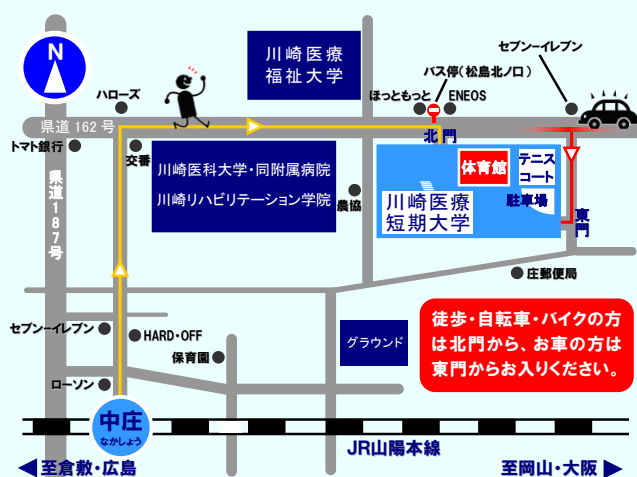 N
ハローズ
県道162号
トマト銀行
交番
県道187号
川崎医療
福祉大学
セブンーイレブン
バス停(松島北ノ口)
ほっともっと
ENEOS
北門
川崎医科大学・同附属病院
川崎リハビリテーション学院
農協
体育館
テニス
コート
川崎医療
短期大学
駐車場
東門
庄郵便局
セブンーイレブン
HARD・OFF
保育園
グラウンド
ローソン
徒歩・自転車・バイクの方
は北門から、お車の方は
東門からお入りください。
中庄
なかしょう
JR山陽本線
◀至倉敷・広島
至岡山・大阪▶